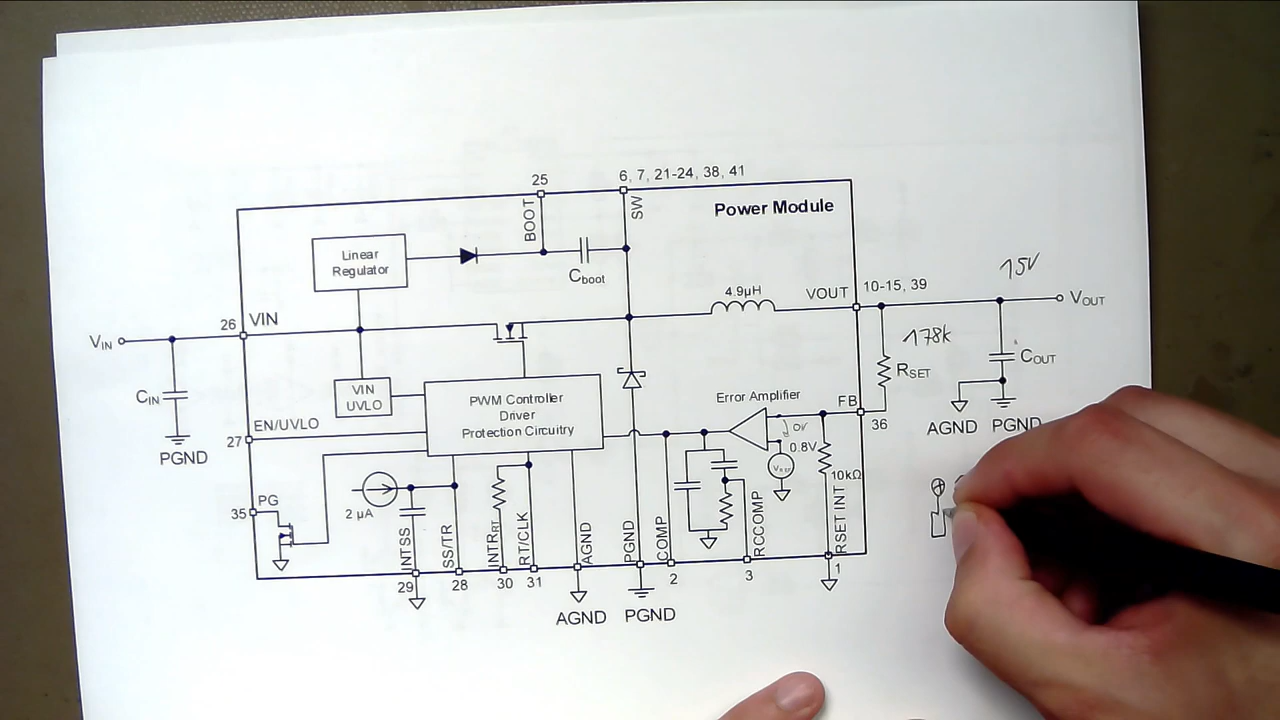 25
6, 7, 21-24, 38, 41
BOOT
SW
Power Module
Linear
Regulator
Cboot
15V
4.9µH
VOUT
10-15, 39
VOUT
26
VIN
VIN
178k
CIN
VIN
UVLO
RSET
COUT
PWM Controller
Driver
Protection Circuitry
Error Amplifier
FB
36
AGND
PGND
EN/UVLO
27
PGND
0V
0.8V
10kΩ
PG
35
2 µA
INTSS
SS/TR
INTRRT
RT/CLK
AGND
PGND
COMP
RCCOMP
RSET INT
29
28
30
31
2
3
1
AGND
PGND